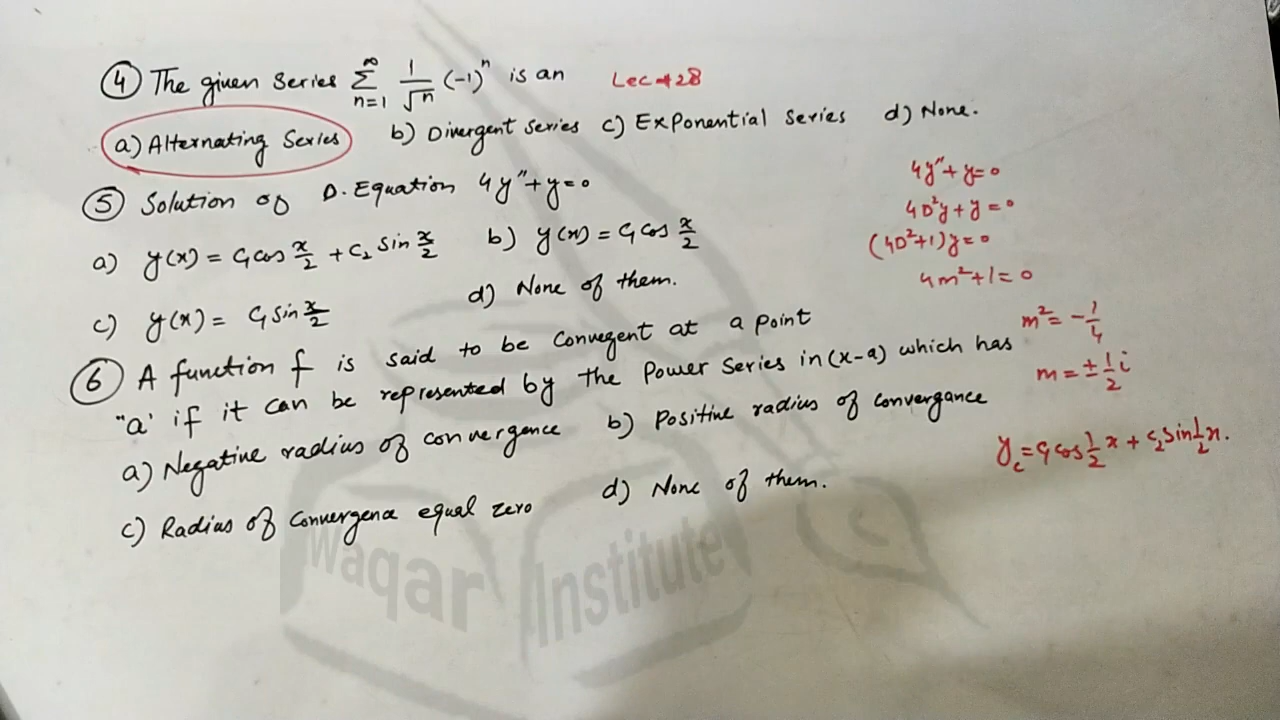 ④ The given series ∑_{n=1}^{∞} 1/√n (-1)^n is an Lec #28
a) Alternating Series b) Divergent series c) Exponential series d) None.
⑤ Solution of D. Equation 4y″+y=0
a) y(x) = C₁cos x/2 + C₂ Sin x/2 b) y(x) = C₁cos x/2
c) y(x) = C₁ Sin x/2 d) None of them.
⑥ A function f is said to be Convegent at a point
"a' if it can be represented by the Power Series in (x-a) which has
a) Negative radius of convergence b) Positive radius of convergance
c) Radius of Convergence equal zero d) None of them.
4y″+y=0
4D²y+y=0
(4D²+1)y=0
4m²+1=0
m²= -1/4
m=±1/2 i
y_c=C₁cos 1/2 x + C₂Sin 1/2 x.
Waqar Institute